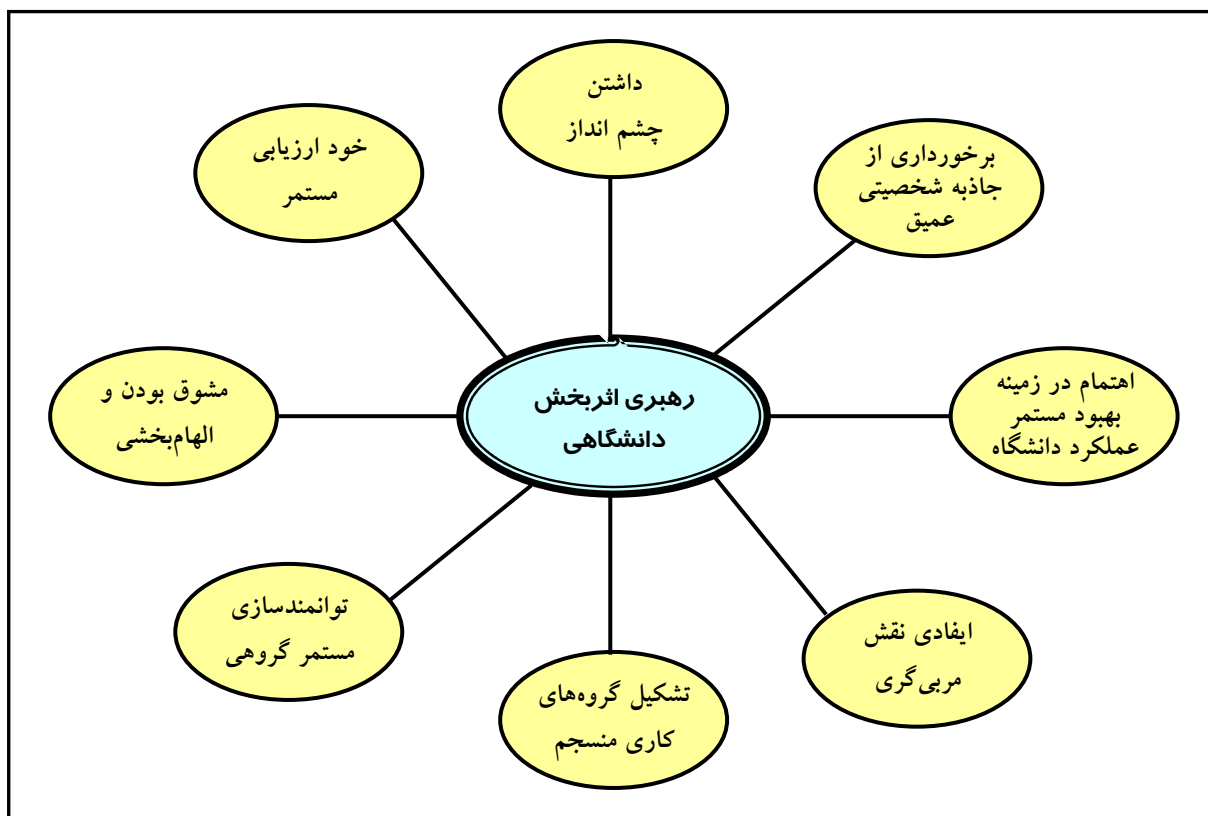 داشتن
چشم انداز
برخورداری از
جاذبه شخصیتی
عمیق
اهتمام در زمینه
بهبود مستمر
عملکرد دانشگاه
ایفادی نقش
مربی‌گری
تشکیل گروه‌های
کاری منسجم
توانمندسازی
مستمر گروهی
مشوق بودن و
الهام‌بخشی
خود ارزیابی
مستمر
رهبری اثربخش
دانشگاهی